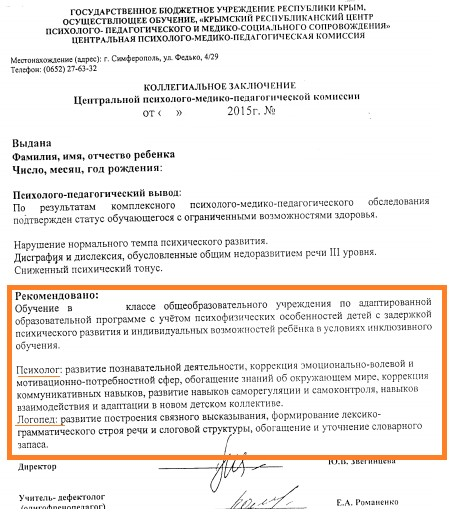 ГОСУДАРСТВЕННОЕ БЮДЖЕТНОЕ УЧРЕЖДЕНИЕ РЕСПУБЛИКИ КРЫМ,
ОСУЩЕСТВЛЯЮЩЕЕ ОБУЧЕНИЕ, «КРЫМСКИЙ РЕСПУБЛИКАНСКИЙ ЦЕНТР
ПСИХОЛОГО- ПЕДАГОГИЧЕСКОГО И МЕДИКО-СОЦИАЛЬНОГО СОПРОВОЖДЕНИЯ»
ЦЕНТРАЛЬНАЯ ПСИХОЛОГО-МЕДИКО-ПЕДАГОГИЧЕСКАЯ КОМИССИЯ
Местонахождение (адрес): г. Симферополь, ул. Федько, 4/29
Телефон: (0652) 27-63-32
КОЛЛЕГИАЛЬНОЕ ЗАКЛЮЧЕНИЕ
Центральной психолого-медико-педагогической комиссии
от « » 2015г. №
Выдана
Фамилия, имя, отчество ребенка
Число, месяц, год рождения:
Психолого-педагогический вывод:
По результатам комплексного психолого-медико-педагогического обследования
подтвержден статус обучающегося с ограниченными возможностями здоровья.
Нарушение нормального темпа психического развития.
Дисграфия и дислексия, обусловленные общим недоразвитием речи III уровня.
Сниженный психический тонус.
Рекомендовано:
Обучение в классе общеобразовательного учреждения по адаптированной
образовательной программе с учётом психофизических особенностей детей с задержкой
психического развития и индивидуальных возможностей ребёнка в условиях инклюзивного
обучения.
Психолог: развитие познавательной деятельности, коррекция эмоционально-волевой и
мотивационно-потребностной сфер, обогащение знаний об окружающем мире, коррекция
коммуникативных навыков, развитие навыков саморегуляции и самоконтроля, навыков
взаимодействия и адаптации в новом детском коллективе.
Логопед: развитие построения связного высказывания, формирование лексико-
грамматического строя речи и слоговой структуры, обогащение и уточнение словарного
запаса.
Директор Ю.В. Звегинцева
Учитель- дефектолог
(олигофренопедагог) Е.А. Романенко